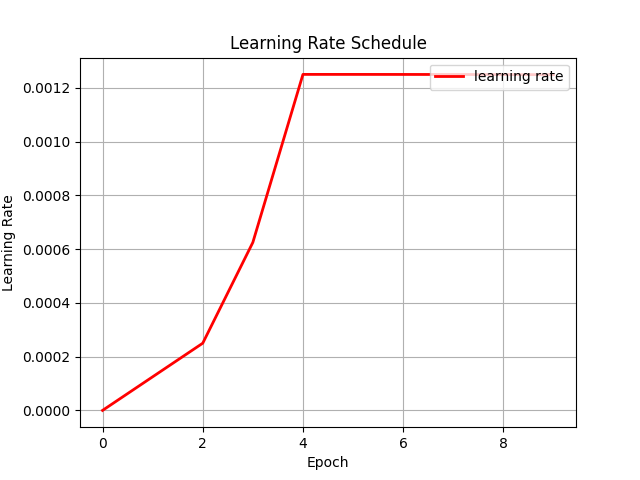 Learning Rate Schedule
learning rate
0.0012
0.0010
0.0008
0.0006
0.0004
0.0002
0.0000
Learning Rate
0 2 4 6 8
Epoch